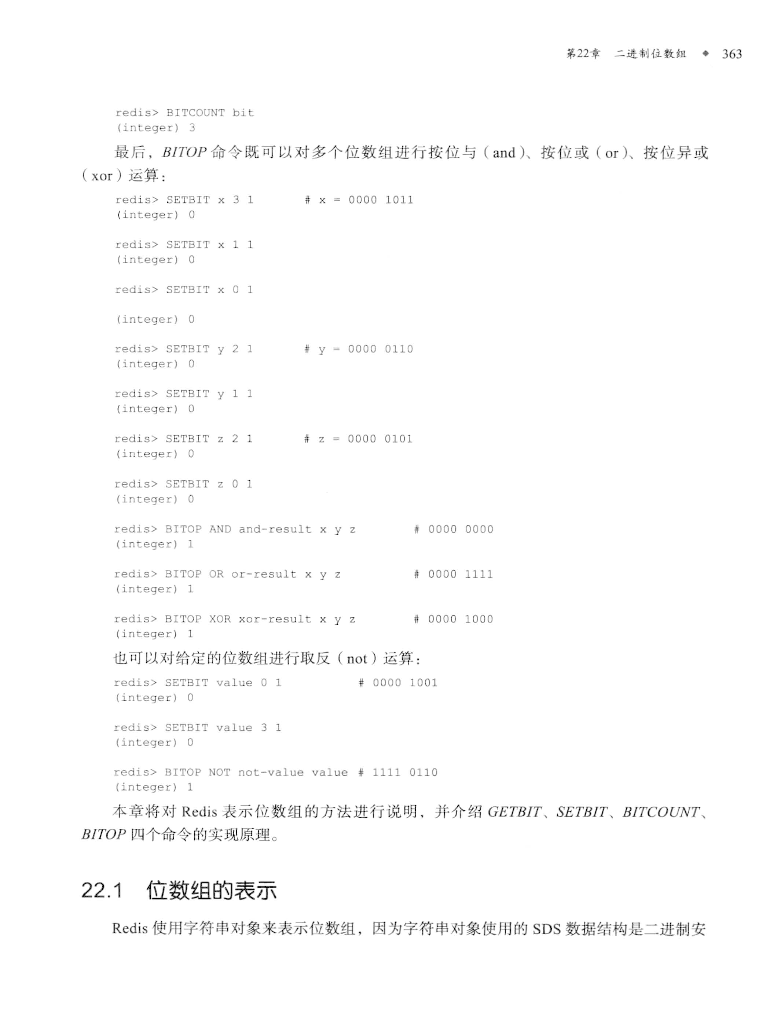 第22章 二进制位数组 ◆ 363
redis> BITCOUNT bit
(integer) 3
最后，BITOP 命令既可以对多个位数组进行按位与（and）、按位或（or）、按位异或
（xor）运算：
redis> SETBIT x 3 1 # x = 0000 1011
(integer) 0
redis> SETBIT x 1 1
(integer) 0
redis> SETBIT x 0 1
(integer) 0
redis> SETBIT y 2 1 # y = 0000 0110
(integer) 0
redis> SETBIT y 1 1
(integer) 0
redis> SETBIT z 2 1 # z = 0000 0101
(integer) 0
redis> SETBIT z 0 1
(integer) 0
redis> BITOP AND and-result x y z # 0000 0000
(integer) 1
redis> BITOP OR or-result x y z # 0000 1111
(integer) 1
redis> BITOP XOR xor-result x y z # 0000 1000
(integer) 1
也可以对给定的位数组进行取反（not）运算：
redis> SETBIT value 0 1 # 0000 1001
(integer) 0
redis> SETBIT value 3 1
(integer) 0
redis> BITOP NOT not-value value # 1111 0110
(integer) 1
本章将对 Redis 表示位数组的方法进行说明，并介绍 GETBIT、SETBIT、BITCOUNT、
BITOP 四个命令的实现原理。
22.1 位数组的表示
Redis 使用字符串对象来表示位数组，因为字符串对象使用的 SDS 数据结构是二进制安